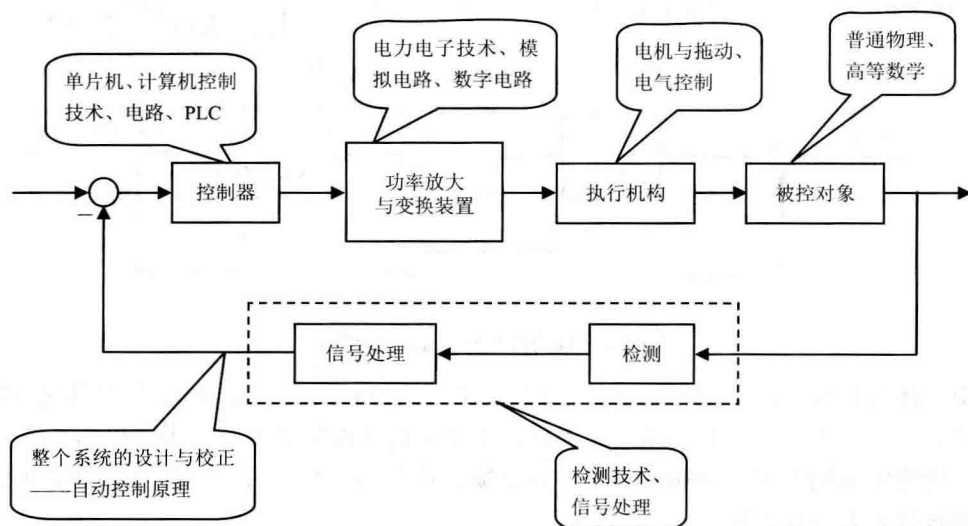 单片机、计算机控制
技术、电路、PLC
电力电子技术、模
拟电路、数字电路
电机与拖动、
电气控制
普通物理、
高等数学
控制器
功率放大
与变换装置
执行机构
被控对象
—
信号处理
检测
整个系统的设计与校正
——自动控制原理
检测技术、
信号处理